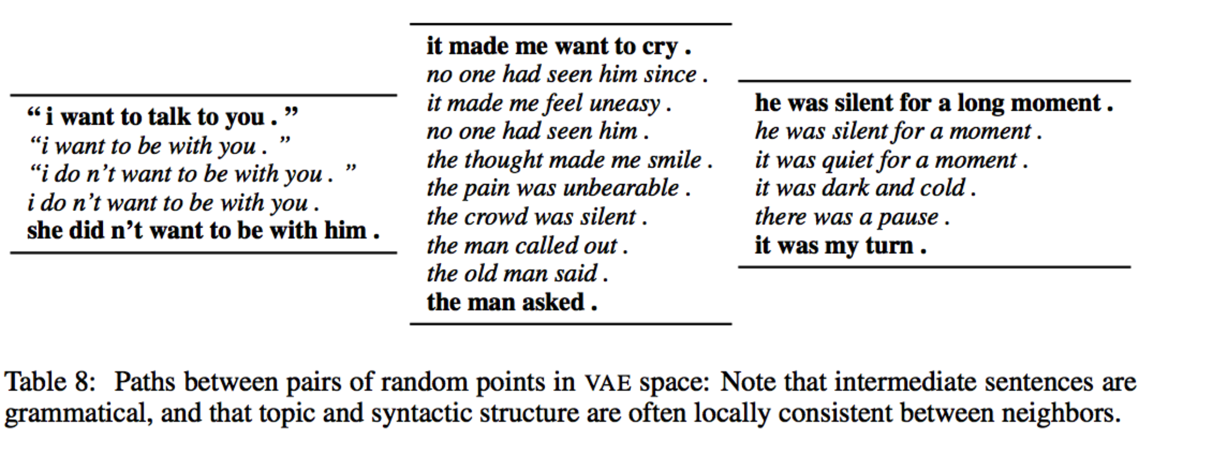 “ i want to talk to you . ”
“i want to be with you . ”
“i do n’t want to be with you . ”
i do n’t want to be with you .
she did n’t want to be with him .
it made me want to cry .
no one had seen him since .
it made me feel uneasy .
no one had seen him .
the thought made me smile .
the pain was unbearable .
the crowd was silent .
the man called out .
the old man said .
the man asked .
he was silent for a long moment .
he was silent for a moment .
it was quiet for a moment .
it was dark and cold .
there was a pause .
it was my turn .
Table 8: Paths between pairs of random points in VAE space: Note that intermediate sentences are
grammatical, and that topic and syntactic structure are often locally consistent between neighbors.